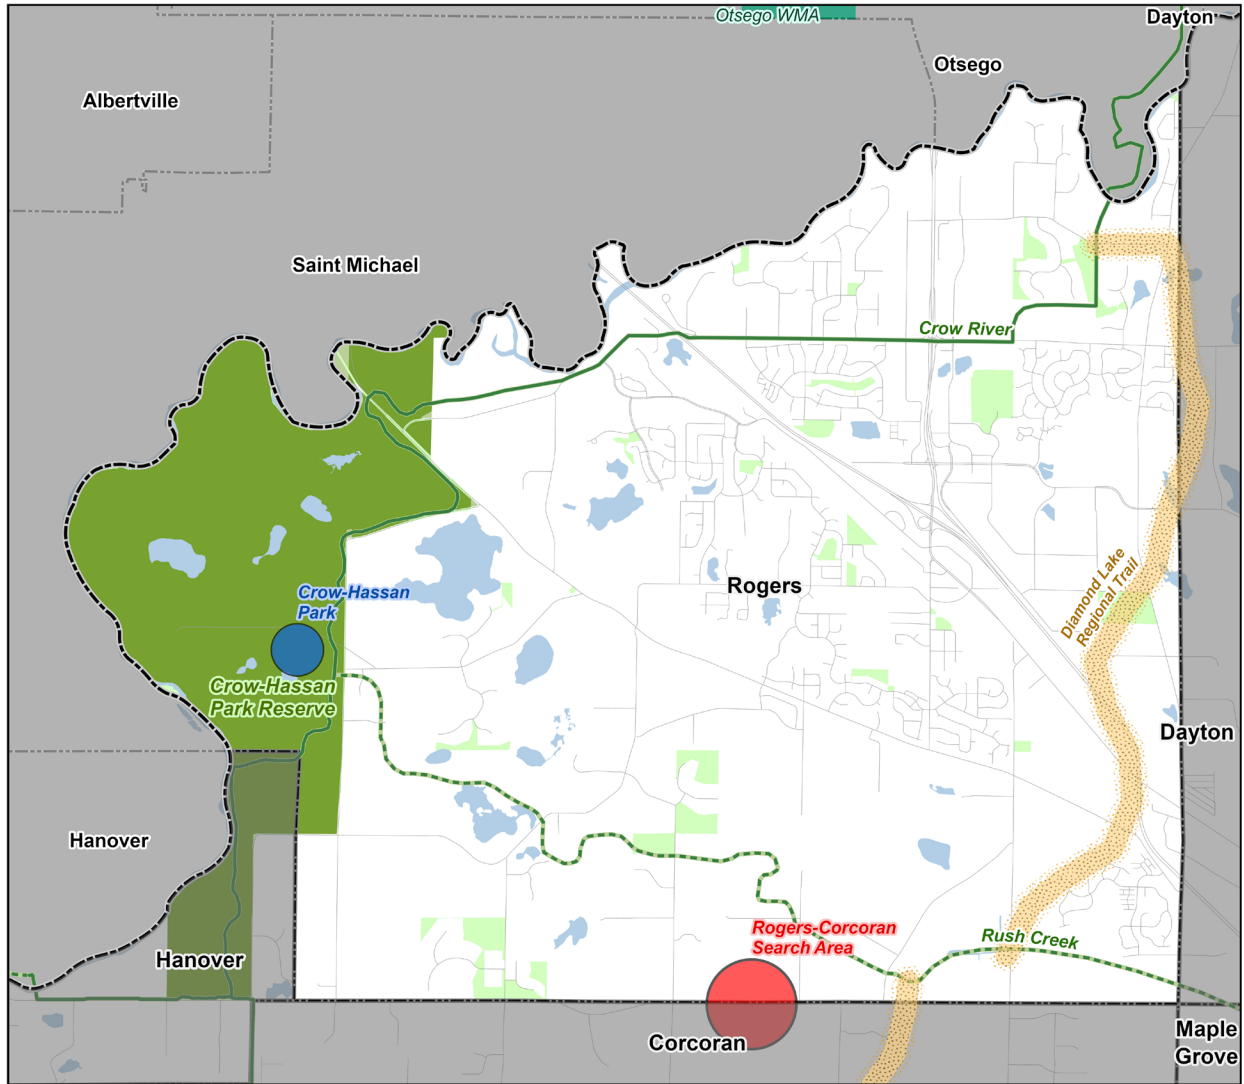 Otsego WMA
Dayton
Otsego
Albertville
Saint Michael
Crow River
Diamond Lake
Regional Trail
Rogers
Crow-Hassan
Park
Crow-Hassan
Park Reserve
Dayton
Hanover
Rogers-Corcoran
Search Area
Rush Creek
Hanover
Corcoran
Maple
Grove